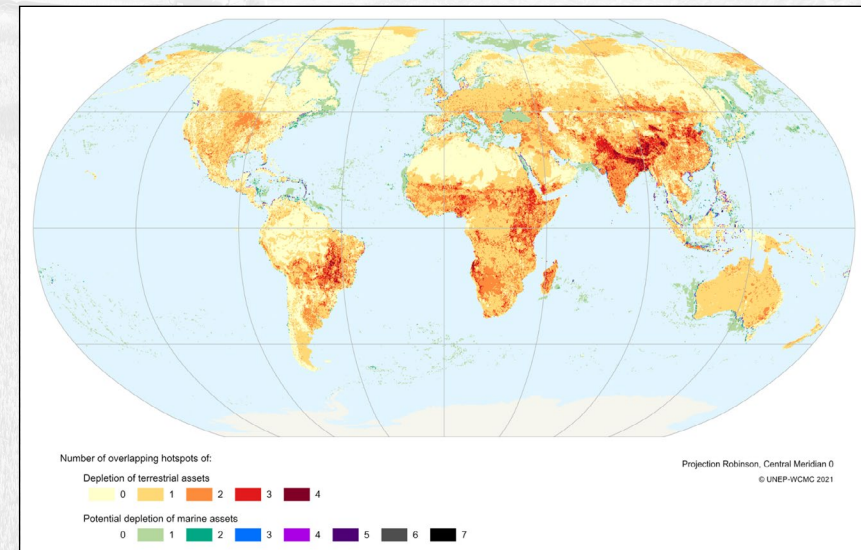 Number of overlapping hotspots of:
Projection Robinson, Central Meridian 0
© UNEP-WCMC 2021
Depletion of terrestrial assets
0 1 2 3 4
Potential depletion of marine assets
0 1 2 3 4 5 6 7